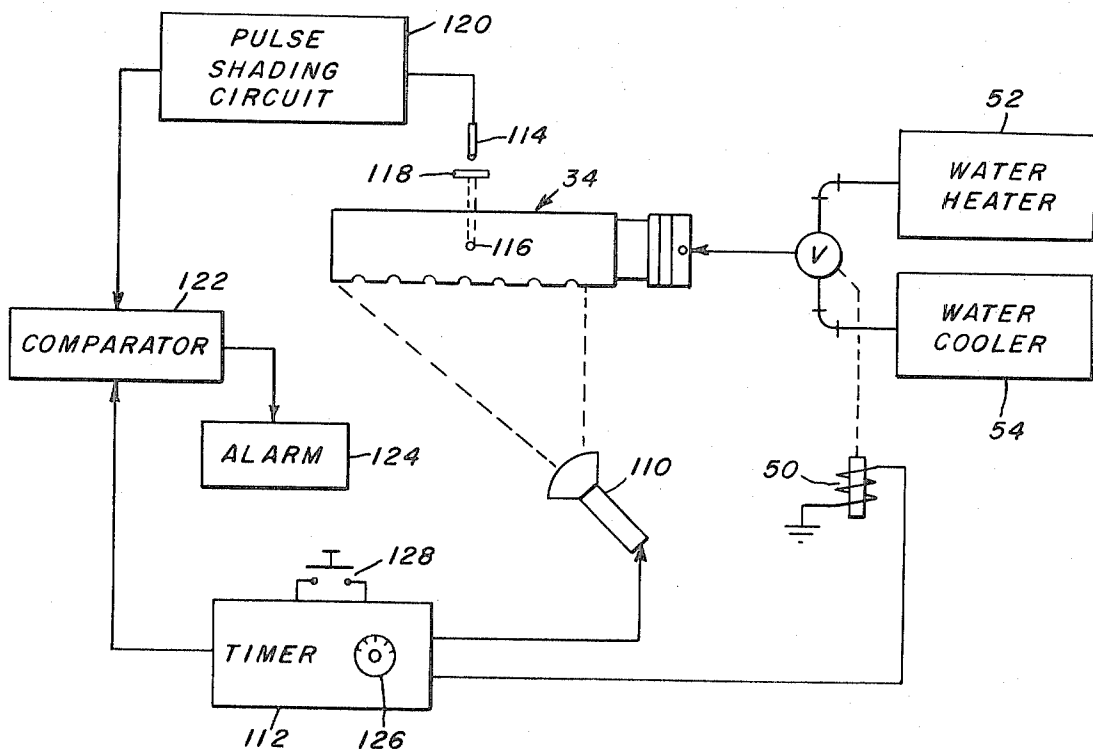 PULSE
SHADING
CIRCUIT
120
114
118
34
116
52
WATER
HEATER
V
WATER
COOLER
54
122
COMPARATOR
ALARM
124
110
50
128
TIMER
112
126